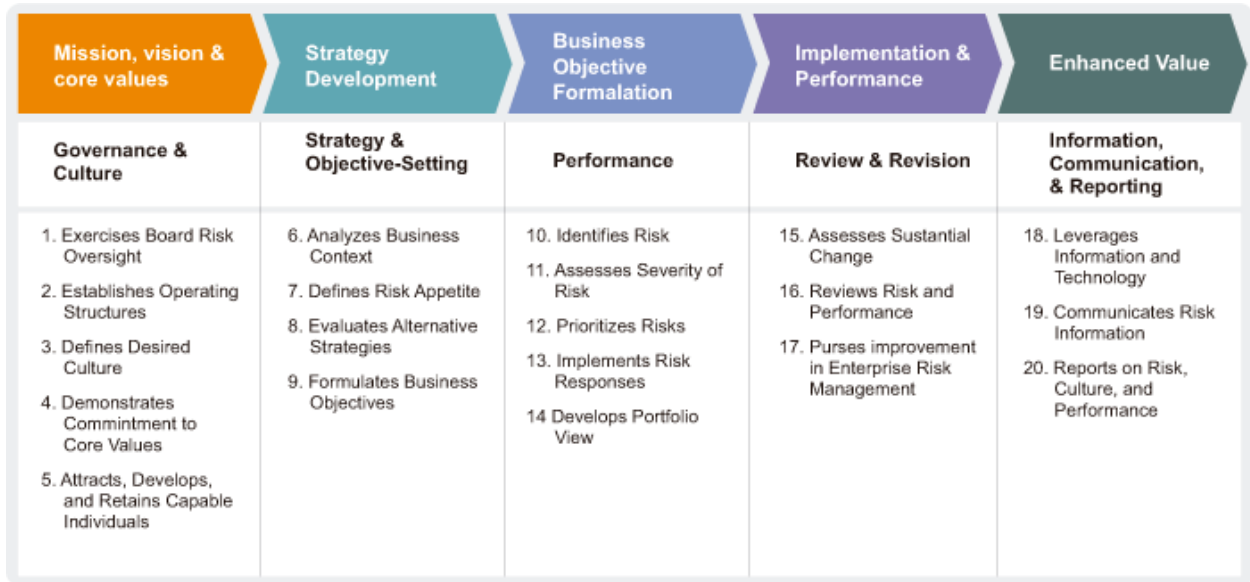 Mission, vision &
core values
Strategy
Development
Business
Objective
Formalation
Implementation &
Performance
Enhanced Value
Governance &
Culture
Strategy &
Objective-Setting
Performance
Review & Revision
Information,
Communication,
& Reporting
1. Exercises Board Risk
Oversight
2. Establishes Operating
Structures
3. Defines Desired
Culture
4. Demonstrates
Commintment to
Core Values
5. Attracts, Develops,
and Retains Capable
Individuals
6. Analyzes Business
Context
7. Defines Risk Appetite
8. Evaluates Alternative
Strategies
9. Formulates Business
Objectives
10. Identifies Risk
11. Assesses Severity of
Risk
12. Prioritizes Risks
13. Implements Risk
Responses
14 Develops Portfolio
View
15. Assesses Sustantial
Change
16. Reviews Risk and
Performance
17. Purses improvement
in Enterprise Risk
Management
18. Leverages
Information and
Technology
19. Communicates Risk
Information
20. Reports on Risk,
Culture, and
Performance